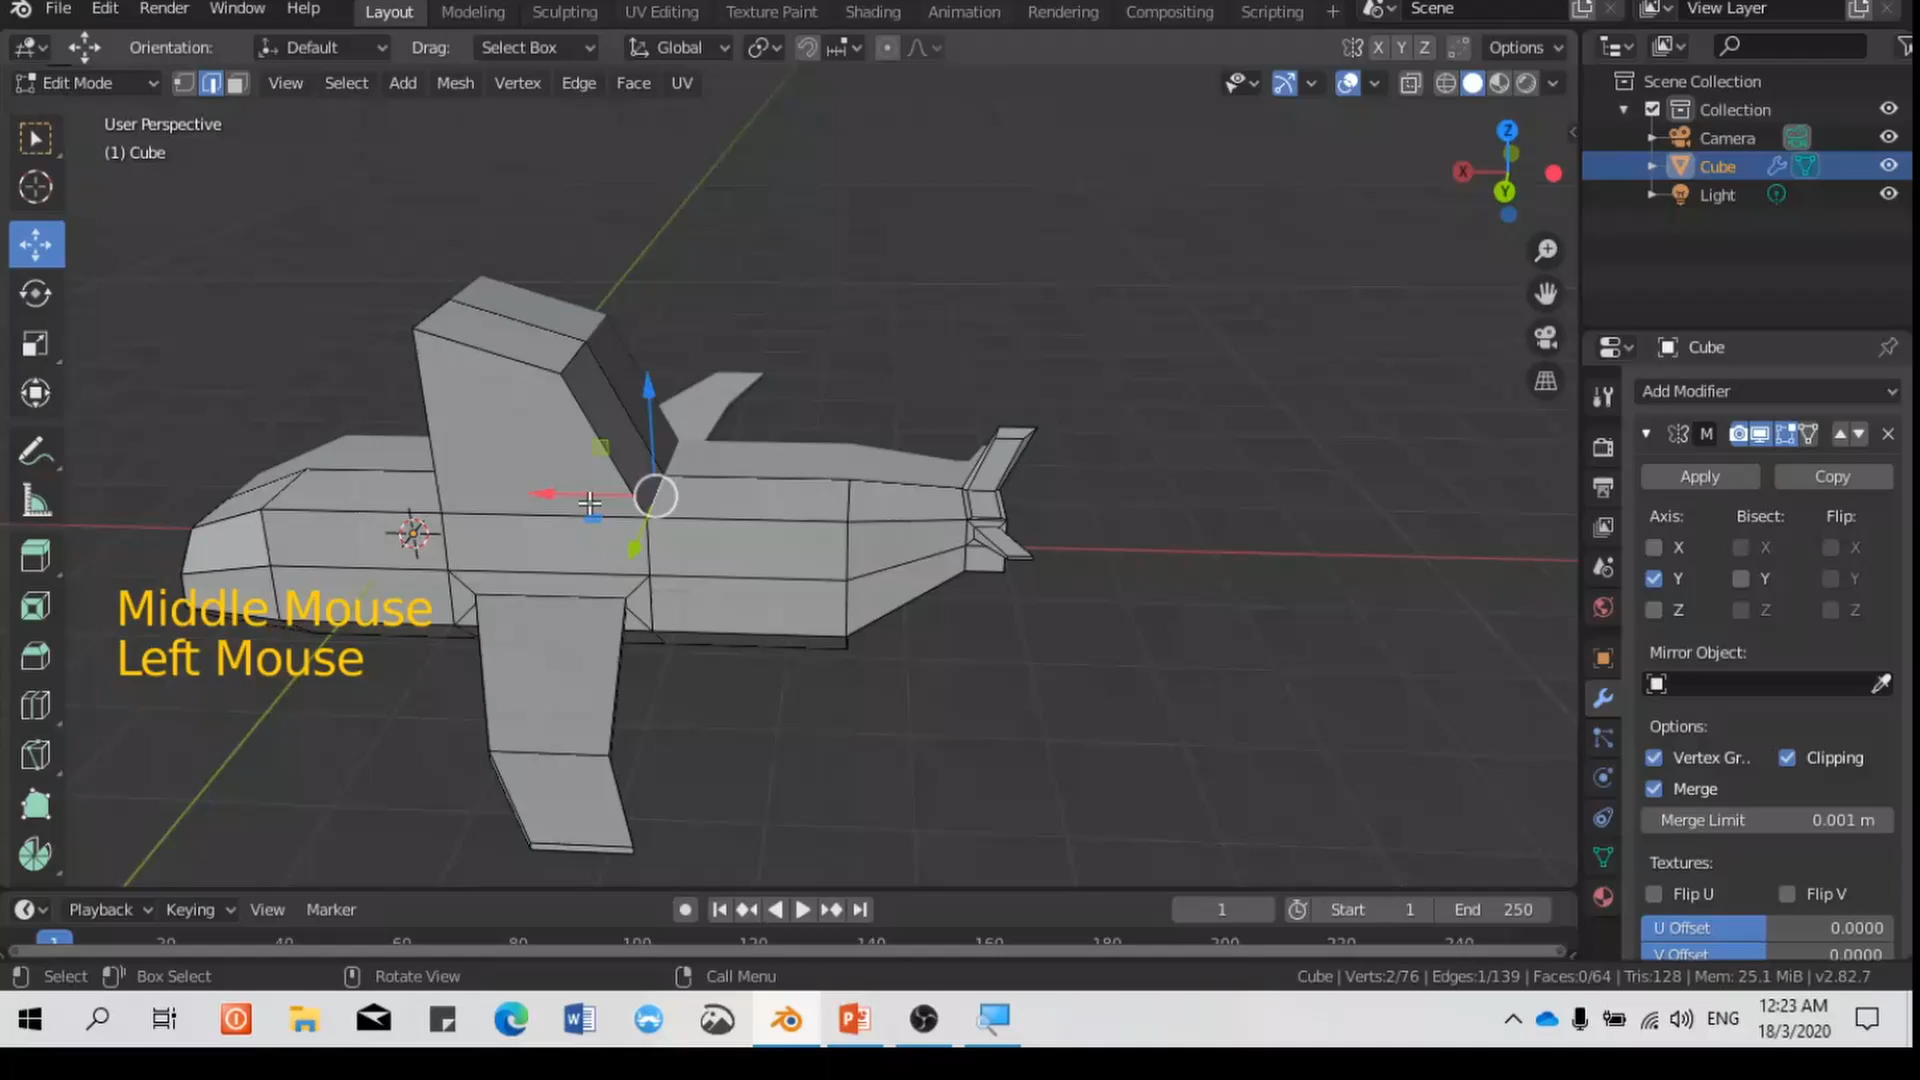 File Edit Render Window Help Layout Modeling Sculpting UV Editing Texture Paint Shading Animation Rendering Compositing Scripting + Scene View Layer
Orientation: Default Drag: Select Box Global X Y Z Options
Edit Mode View Select Add Mesh Vertex Edge Face UV
User Perspective
(1) Cube
Z
X
Y
Middle Mouse
Left Mouse
Scene Collection
Collection
Camera
Cube
Light
Cube
Add Modifier
M
Apply Copy
Axis: Bisect: Flip:
X X X
Y Y Y
Z Z Z
Mirror Object:
Options:
Vertex Gr.. Clipping
Merge
Merge Limit 0.001 m
Textures:
Flip U Flip V
U Offset 0.0000
V Offset 0.0000
Playback Keying View Marker 1 Start 1 End 250
1 20 40 60 80 100 120 140 160 180 200 220 240
Select Box Select Rotate View Call Menu Cube | Verts:2/76 | Edges:1/139 | Faces:0/64 | Tris:128 | Mem: 25.1 MiB | v2.82.7
ENG
12:23 AM
18/3/2020